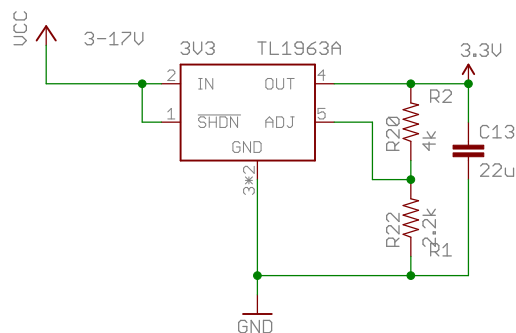 VCC
3-17V
3V3
TL1963A
3.3V
2
IN
OUT
4
R2
1
SHDN
ADJ
5
R20
4k
C13
GND
3*2
22u
R22
2.2k
R1
GND